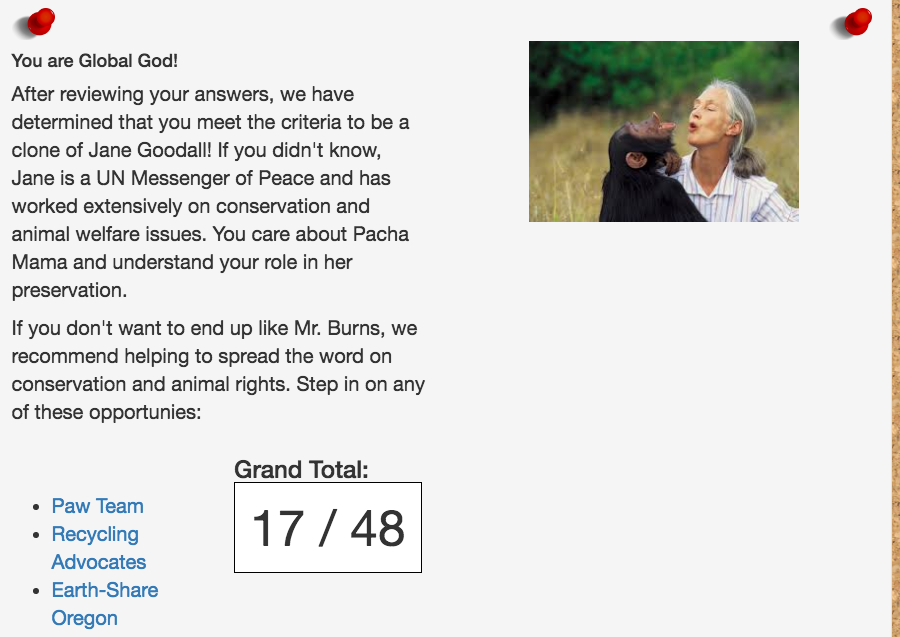 You are Global God!
After reviewing your answers, we have
determined that you meet the criteria to be a
clone of Jane Goodall! If you didn't know,
Jane is a UN Messenger of Peace and has
worked extensively on conservation and
animal welfare issues. You care about Pacha
Mama and understand your role in her
preservation.
If you don't want to end up like Mr. Burns, we
recommend helping to spread the word on
conservation and animal rights. Step in on any
of these opportunies:
Paw Team
Recycling
Advocates
Earth-Share
Oregon
Grand Total:
17 / 48